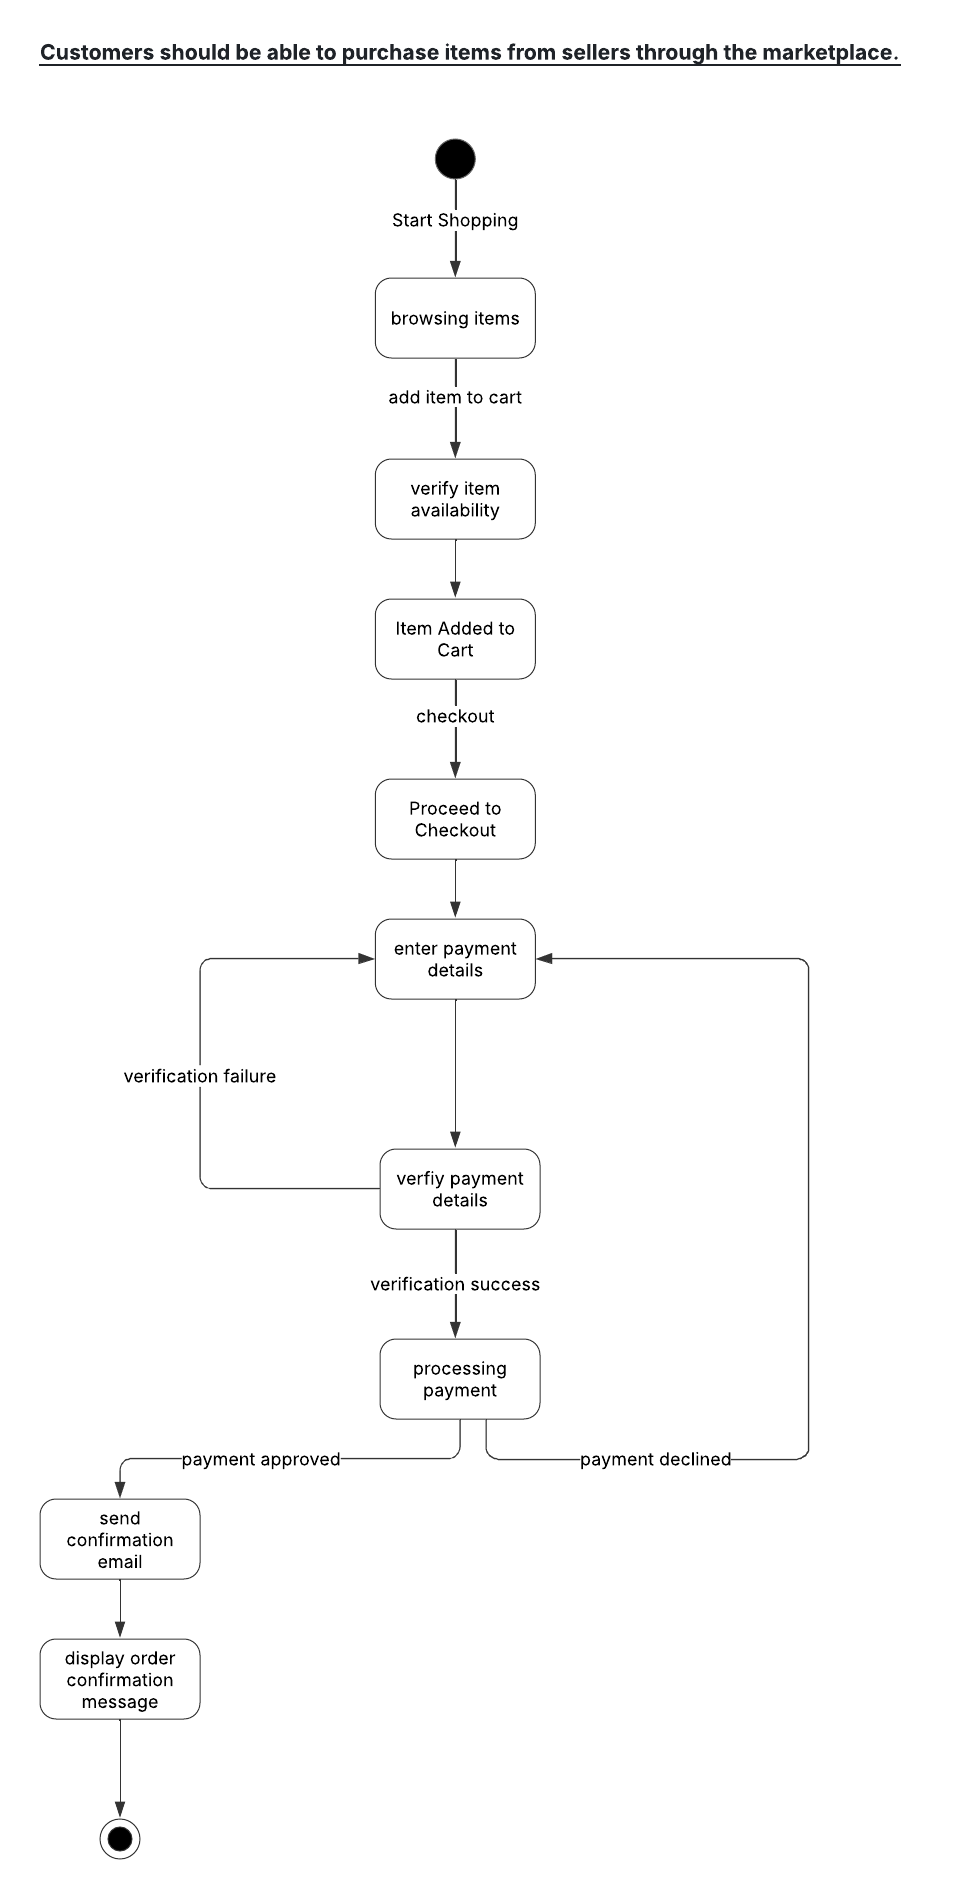 Customers should be able to purchase items from sellers through the marketplace.
Start Shopping
browsing items
add item to cart
verify item
availability
Item Added to
Cart
checkout
Proceed to
Checkout
enter payment
details
verification failure
verfiy payment
details
verification success
processing
payment
payment approved
payment declined
send
confirmation
email
display order
confirmation
message